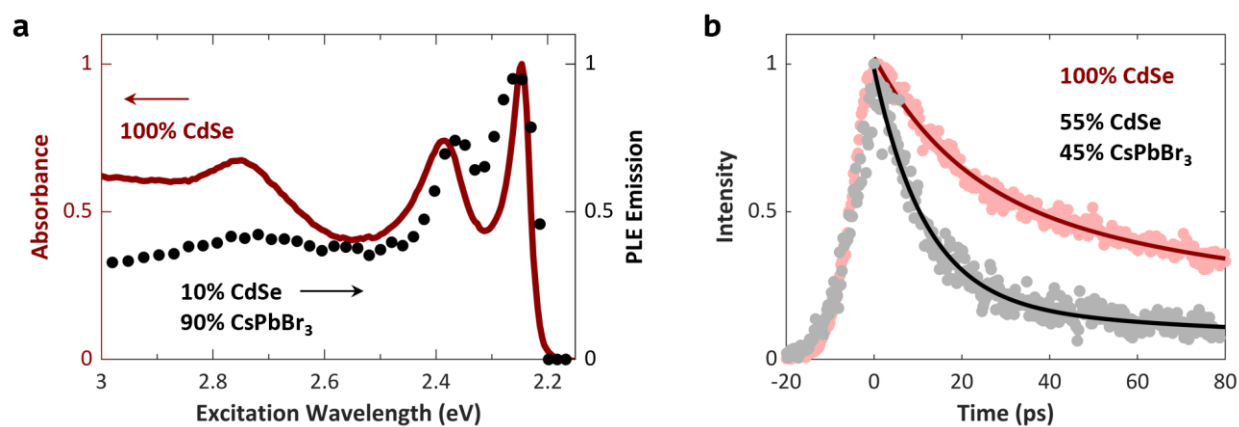 a
Absorbance
1
0.5
0
100% CdSe
10% CdSe
90% CsPbBr₃
1
0.5
0
PLE Emission
3
2.8
2.6
2.4
2.2
Excitation Wavelength (eV)
b
Intensity
1
0.5
0
100% CdSe
55% CdSe
45% CsPbBr₃
-20
0
20
40
60
80
Time (ps)